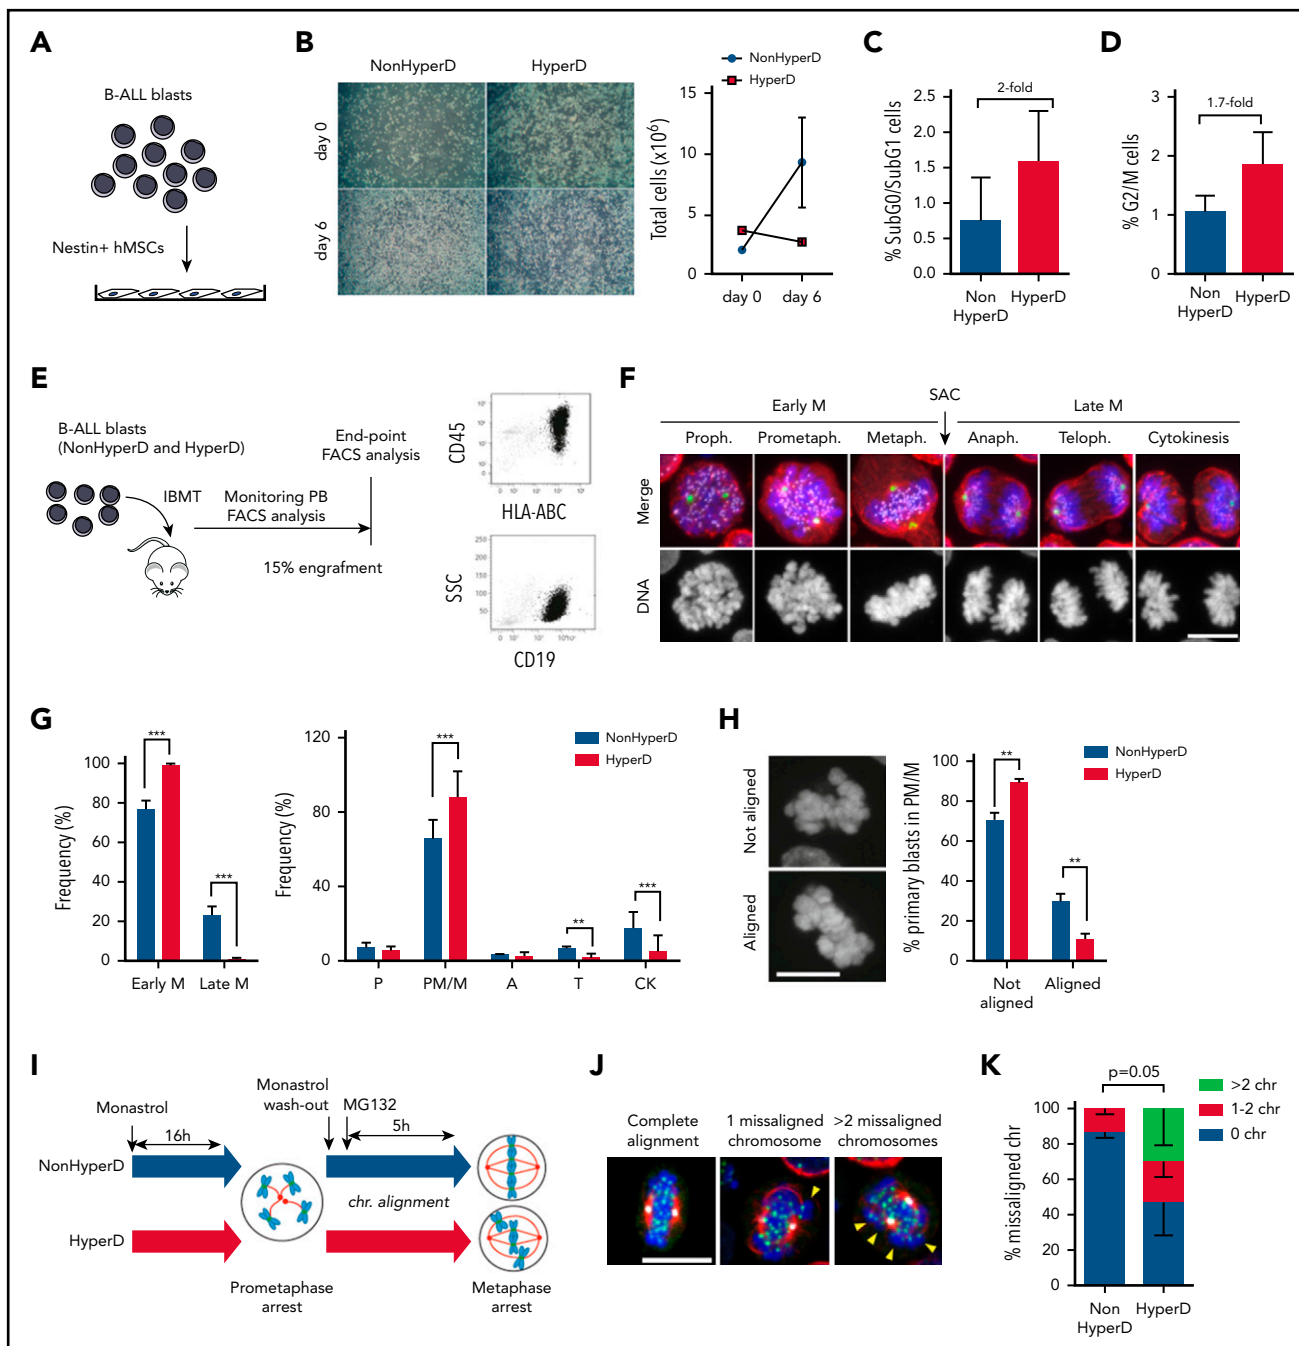 A
B-ALL blasts
Nestin+ hMSCs
B
NonHyperD
HyperD
day 0
day 6
NonHyperD
HyperD
Total cells (x10⁶)
15
10
5
0
day 0
day 6
C
2-fold
% SubG0/SubG1 cells
2.5
2.0
1.5
1.0
0.5
0.0
Non
HyperD
HyperD
D
1.7-fold
% G2/M cells
3
2
1
0
Non
HyperD
HyperD
E
B-ALL blasts
(NonHyperD and HyperD)
IBMT
Monitoring PB
FACS analysis
15% engrafment
End-point
FACS analysis
CD45
HLA-ABC
SSC
250
200
150
100
50
CD19
F
SAC
Early M
Late M
Proph.
Prometaph.
Metaph.
Anaph.
Teloph.
Cytokinesis
Merge
DNA
G
***
***
Frequency (%)
100
80
60
40
20
0
Early M
Late M
NonHyperD
HyperD
***
**
***
Frequency (%)
120
80
40
0
P
PM/M
A
T
CK
H
Not aligned
Aligned
NonHyperD
HyperD
**
**
% primary blasts in PM/M
100
80
60
40
20
0
Not
aligned
Aligned
I
Monastrol
16h
Monastrol
wash-out
MG132
5h
NonHyperD
chr. alignment
HyperD
Prometaphase
arrest
Metaphase
arrest
J
Complete
alignment
1 missaligned
chromosome
>2 missaligned
chromosomes
K
p=0.05
>2 chr
1-2 chr
0 chr
% missaligned chr
100
80
60
40
20
0
Non
HyperD
HyperD